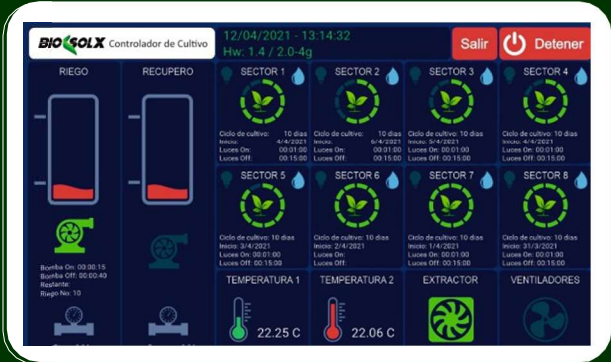 BIOSOLX Controlador de Cultivo
12/04/2021 - 13:14:32
Hw: 1.4 / 2.0-4g
Salir
Detener
RIEGO
RECUPERO
SECTOR 1
Ciclo de cultivo: 10 dias
Inicio: 4/4/2021
Luces On: 00:01:00
Luces Off: 00:15:00
SECTOR 2
Ciclo de cultivo: 10 dias
Inicio: 6/4/2021
Luces On: 00:01:00
Luces Off: 00:15:00
SECTOR 3
Ciclo de cultivo: 10 dias
Inicio: 5/4/2021
Luces On: 00:01:00
Luces Off: 00:15:00
SECTOR 4
Ciclo de cultivo: 10 dias
Inicio: 4/4/2021
Luces On: 00:01:00
Luces Off: 00:15:00
SECTOR 5
Ciclo de cultivo: 10 dias
Inicio: 3/4/2021
Luces On: 00:01:00
Luces Off: 00:15:00
SECTOR 6
Ciclo de cultivo: 10 dias
Inicio: 2/4/2021
Luces On: 00:01:00
Luces Off: 00:15:00
SECTOR 7
Ciclo de cultivo: 10 dias
Inicio: 1/4/2021
Luces On: 00:01:00
Luces Off: 00:15:00
SECTOR 8
Ciclo de cultivo: 10 dias
Inicio: 31/3/2021
Luces On: 00:01:00
Luces Off: 00:15:00
Bomba On: 00:00:15
Bomba Off: 00:00:40
Restante:
Riego No: 10
TEMPERATURA 1
22.25 C
TEMPERATURA 2
22.06 C
EXTRACTOR
VENTILADORES